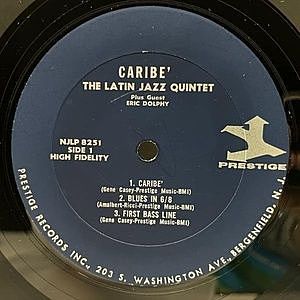 CARIBE'
THE LATIN JAZZ QUINTET
Plus Guest
ERIC DOLPHY
NJLP 8251
SIDE 1
HIGH FIDELITY
PRESTIGE
1. CARIBE'
(Gene Casey-Prestige Music-BMI)
2. BLUES IN 6/8
(Amalbert-Ricci-Prestige Music-BMI)
3. FIRST BASS LINE
(Gene Casey-Prestige Music-BMI)
PRESTIGE RECORDS INC., 203 S. WASHINGTON AVE., BERGENFIELD, N. J.